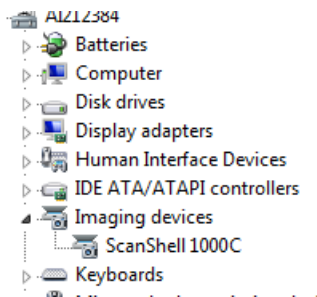 AI212384
Batteries
Computer
Disk drives
Display adapters
Human Interface Devices
IDE ATA/ATAPI controllers
Imaging devices
ScanShell 1000C
Keyboards